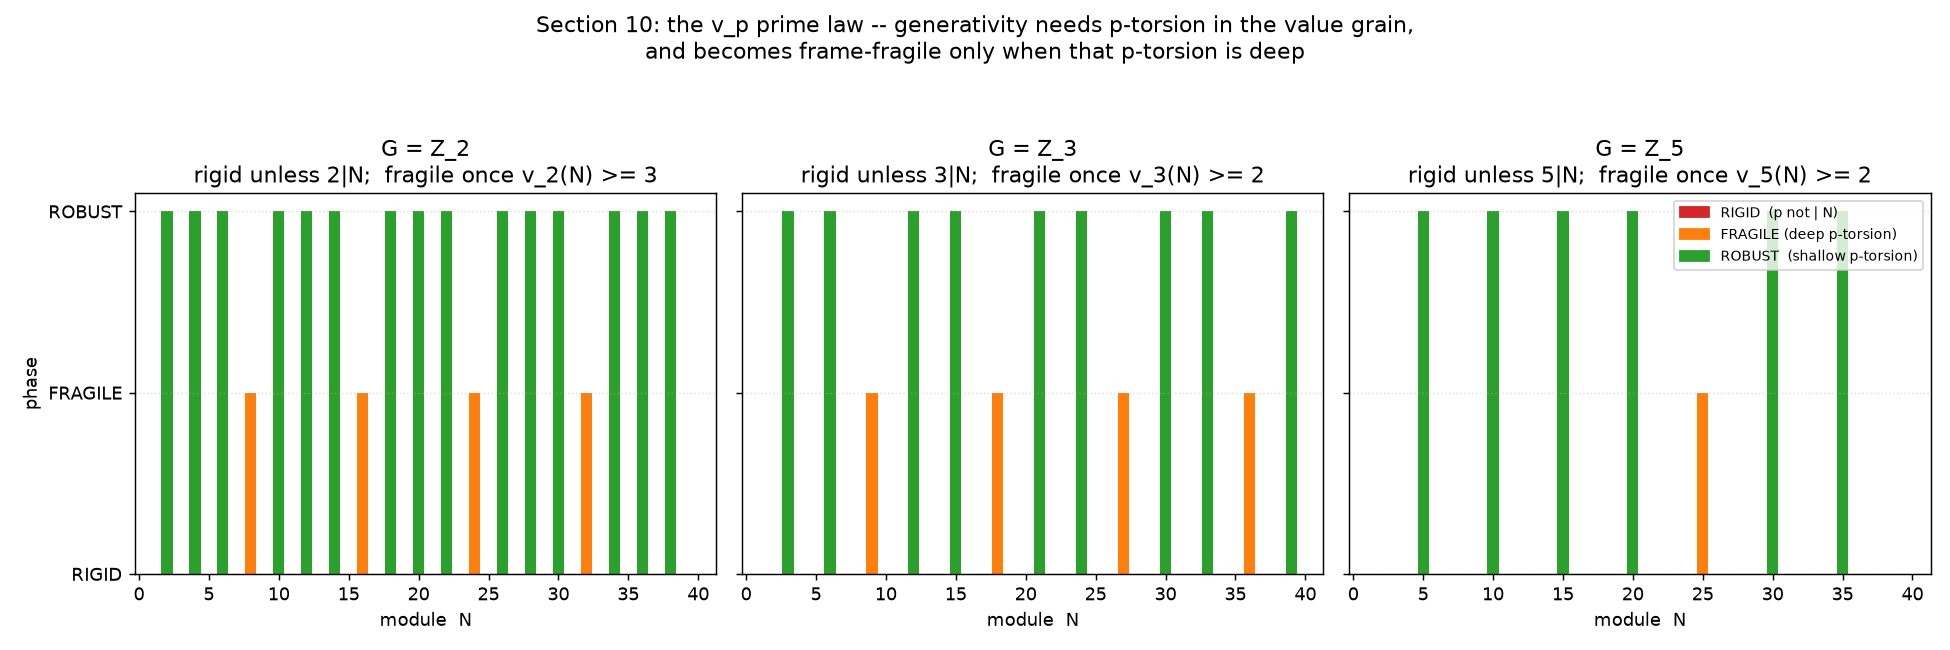 Section 10: the v_p prime law -- generativity needs p-torsion in the value grain,
and becomes frame-fragile only when that p-torsion is deep
G = Z_2
rigid unless 2|N;  fragile once v_2(N) >= 3
ROBUST
FRAGILE
RIGID
phase
0 5 10 15 20 25 30 35 40
module  N
G = Z_3
rigid unless 3|N;  fragile once v_3(N) >= 2
0 5 10 15 20 25 30 35 40
module  N
G = Z_5
rigid unless 5|N;  fragile once v_5(N) >= 2
RIGID  (p not | N)
FRAGILE (deep p-torsion)
ROBUST  (shallow p-torsion)
0 5 10 15 20 25 30 35 40
module  N